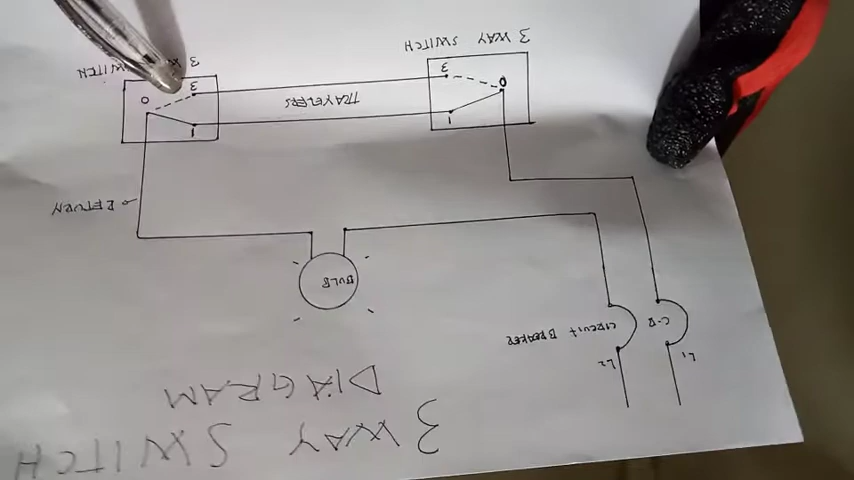 3 WAY SWITCH
DIAGRAM
L1
L2
C-B
CIRCUIT BREAKER
BULB
RETURN
1
1
TRAVELERS
0
3
3
0
3 WAY SWITCH
3